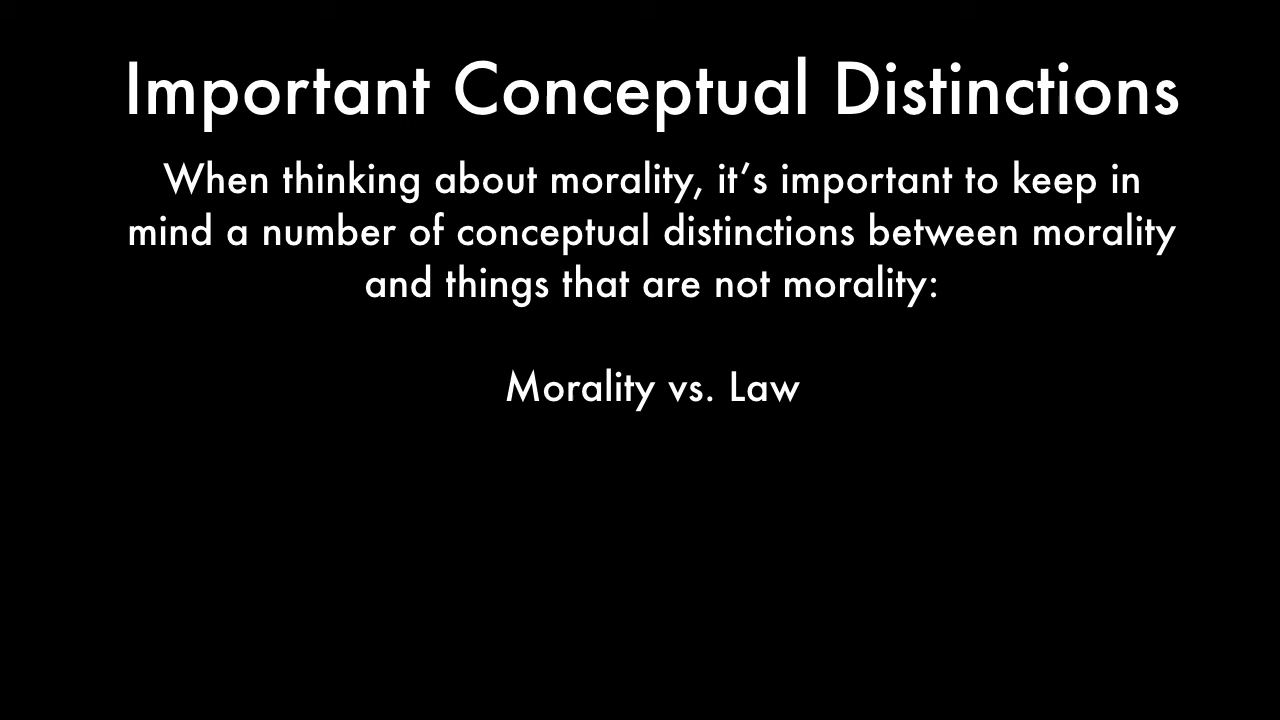 Important Conceptual Distinctions
When thinking about morality, it’s important to keep in
mind a number of conceptual distinctions between morality
and things that are not morality:
Morality vs. Law